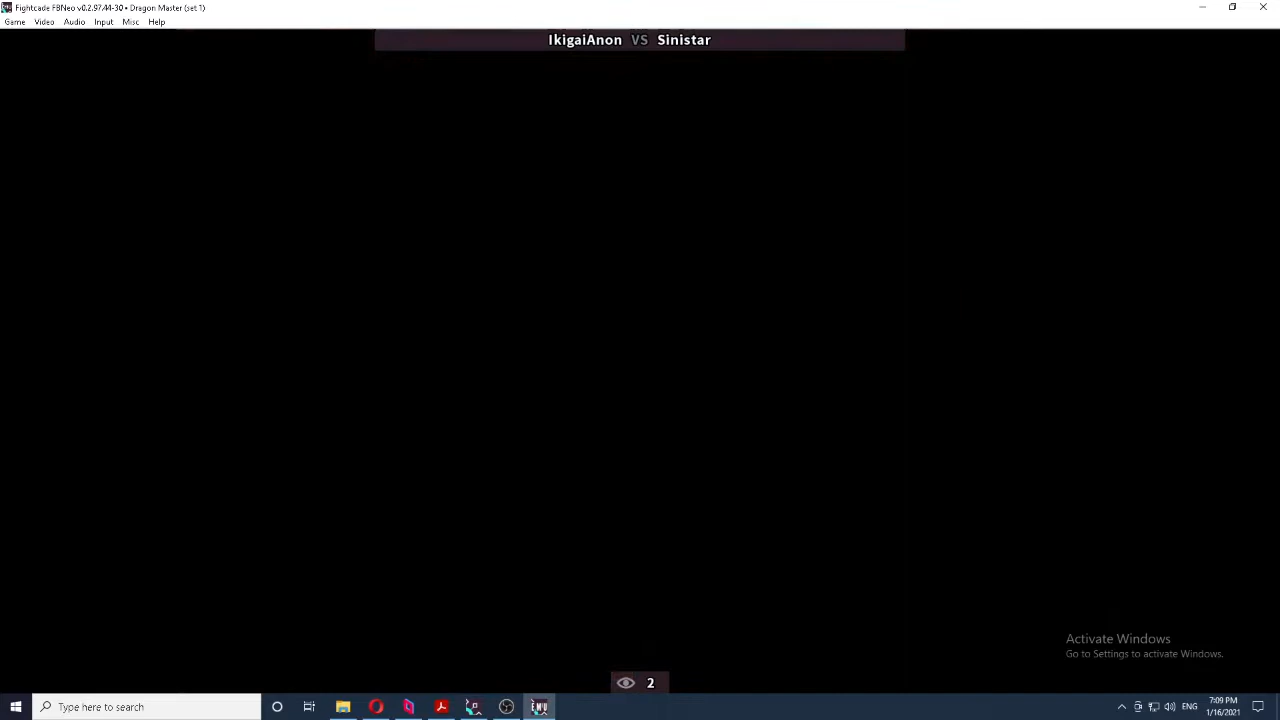 Fightcade FBNeo v0.2.97.44-30 • Dragon Master (set 1)
Game Video Audio Input Misc Help
IkigaiAnon VS Sinistar
Activate Windows
Go to Settings to activate Windows.
2
Type here to search
ENG
7:09 PM
1/16/2021